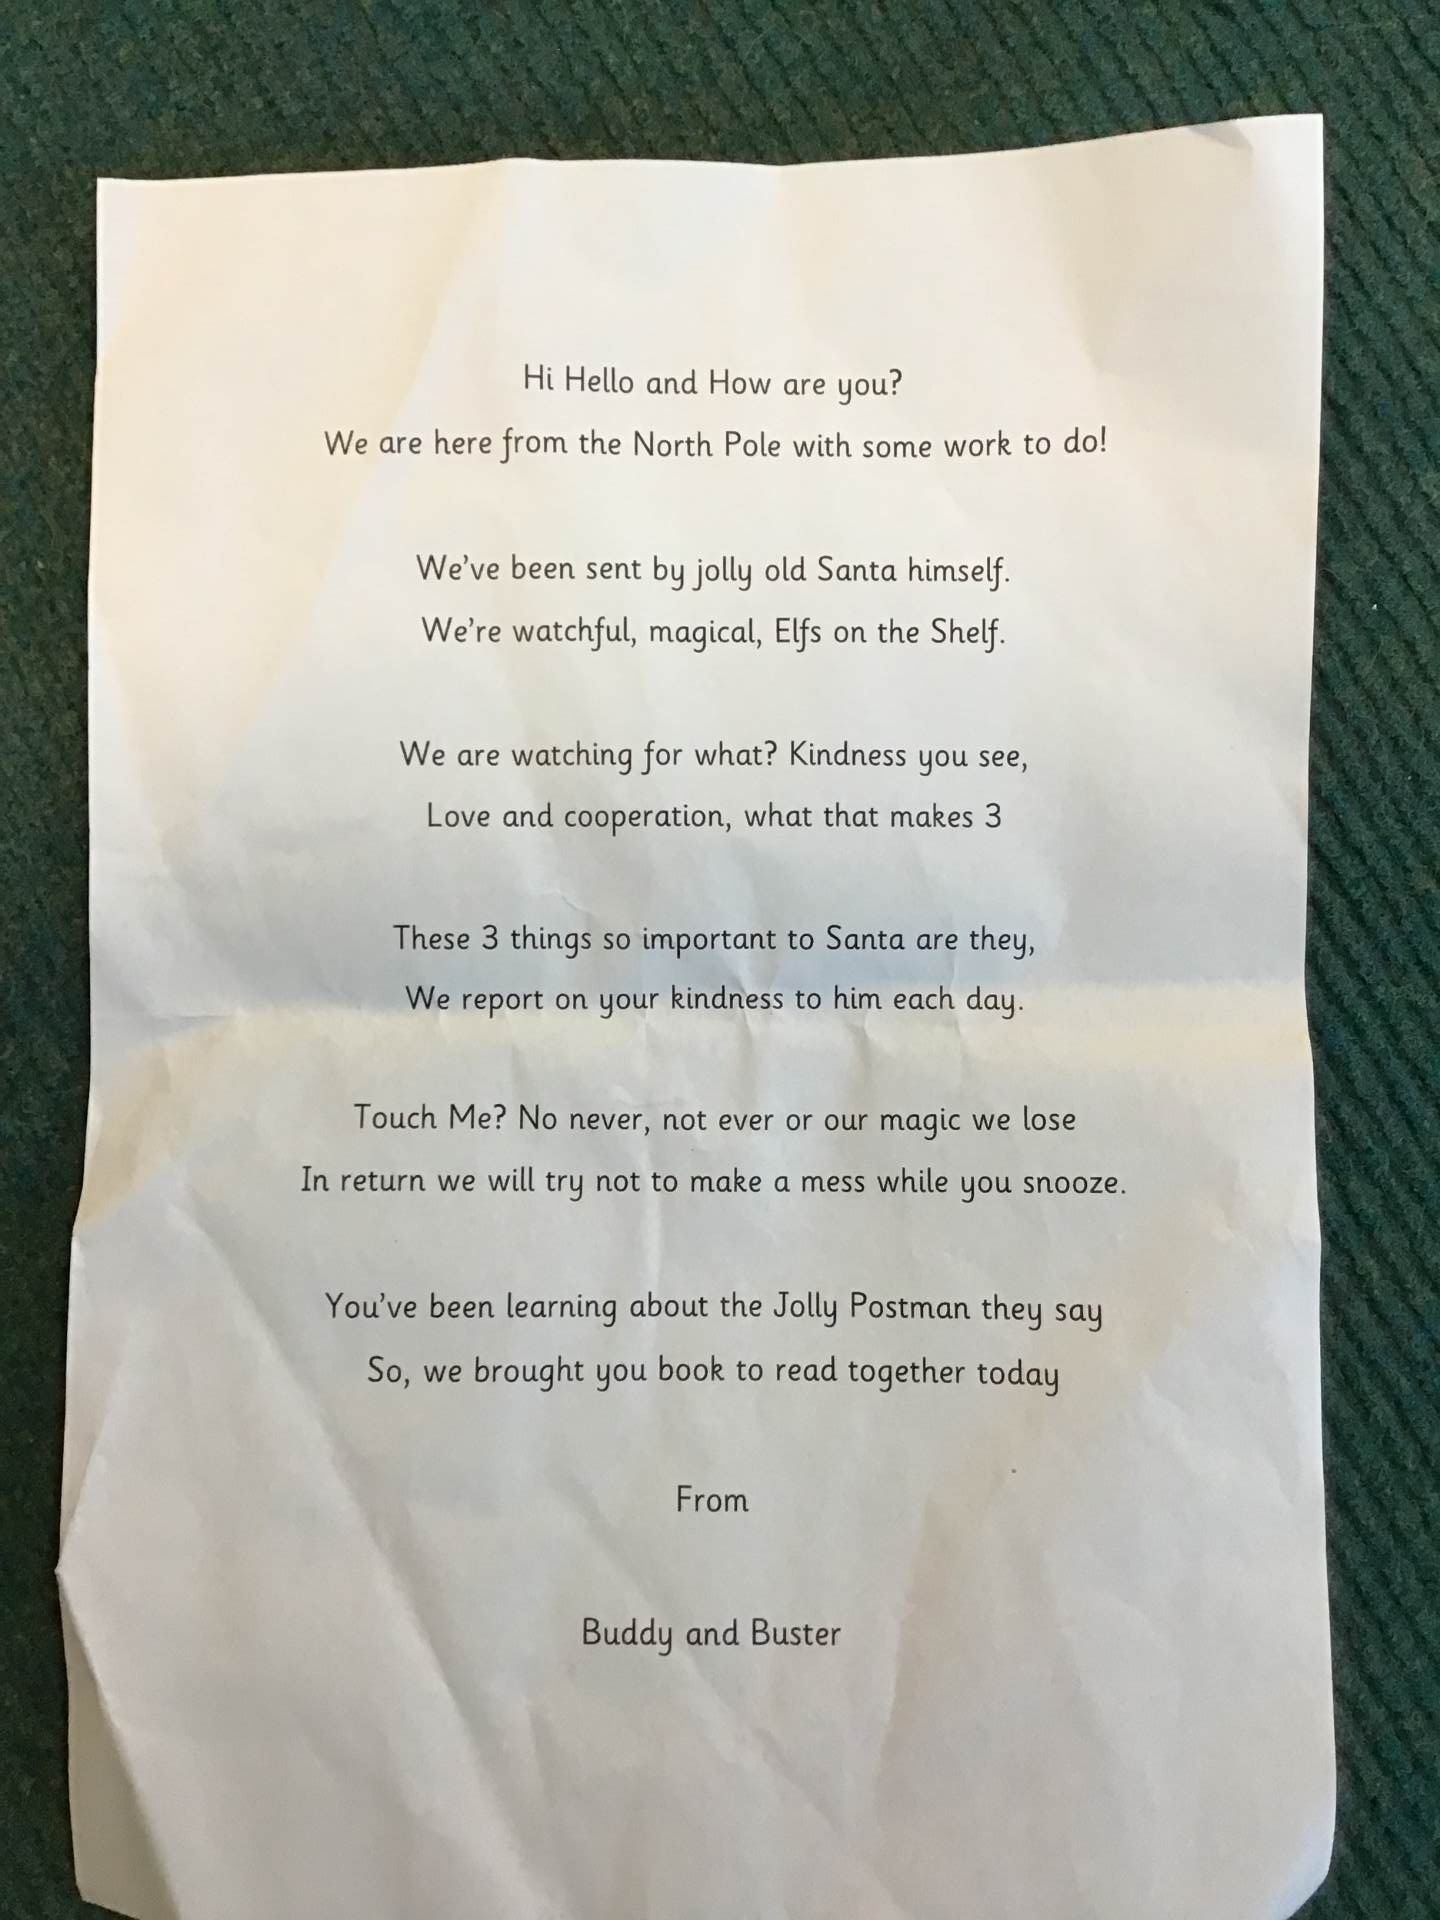 Hi Hello and How are you?
We are here from the North Pole with some work to do!
We've been sent by jolly old Santa himself.
We're watchful, magical, Elfs on the Shelf.
We are watching for what? Kindness you see,
Love and cooperation, what that makes 3
These 3 things so important to Santa are they,
We report on your kindness to him each day.
Touch Me? No never, not ever or our magic we lose
In return we will try not to make a mess while you snooze.
You've been learning about the Jolly Postman they say
So, we brought you book to read together today
From
Buddy and Buster